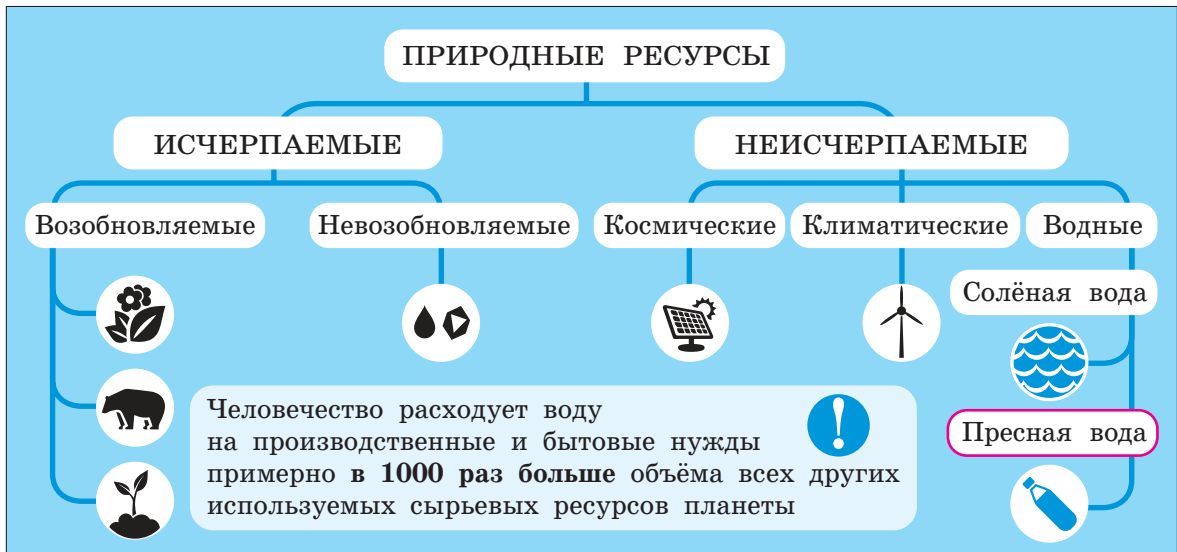 ПРИРОДНЫЕ РЕСУРСЫ
ИСЧЕРПАЕМЫЕ
НЕИСЧЕРПАЕМЫЕ
Возобновляемые
Невозобновляемые
Космические
Климатические
Водные
Солёная вода
Пресная вода
Человечество расходует воду
на производственные и бытовые нужды
примерно в 1000 раз больше объёма всех других
используемых сырьевых ресурсов планеты
!